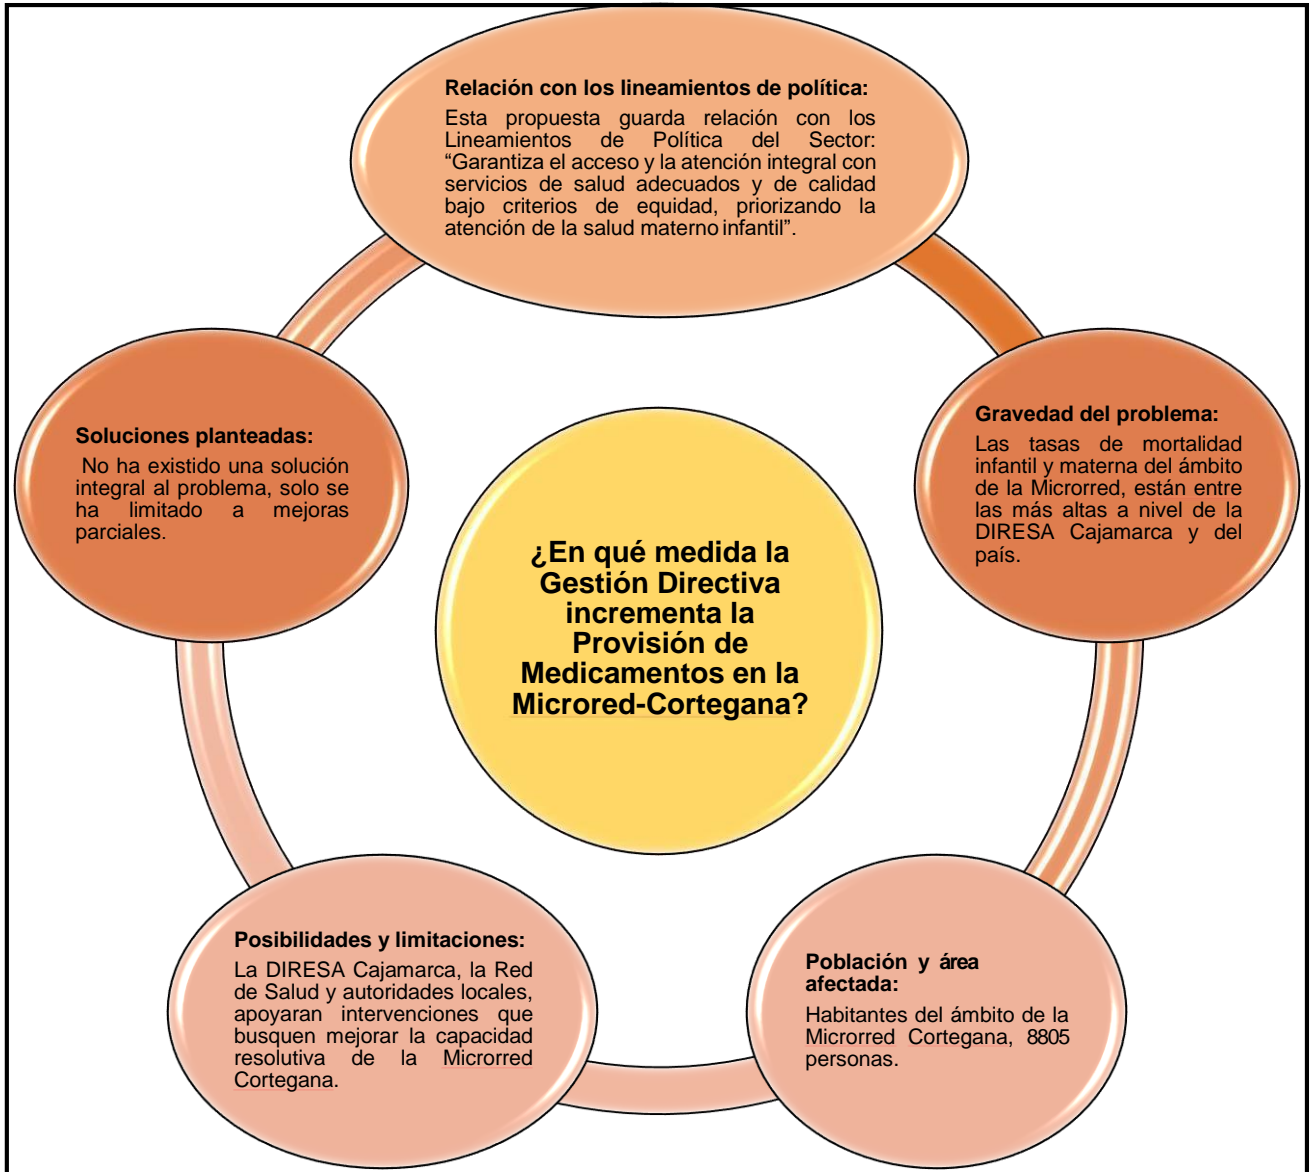 Relación con los lineamientos de política:
Esta propuesta guarda relación con los
Lineamientos de Política del Sector:
“Garantiza el acceso y la atención integral con
servicios de salud adecuados y de calidad
bajo criterios de equidad, priorizando la
atención de la salud materno infantil”.
Gravedad del problema:
Las tasas de mortalidad
infantil y materna del ámbito
de la Microrred, están entre
las más altas a nivel de la
DIRESA Cajamarca y del
país.
Población y área
afectada:
Habitantes del ámbito de la
Microrred Cortegana, 8805
personas.
Posibilidades y limitaciones:
La DIRESA Cajamarca, la Red
de Salud y autoridades locales,
apoyaran intervenciones que
busquen mejorar la capacidad
resolutiva de la Microrred
Cortegana.
Soluciones planteadas:
No ha existido una solución
integral al problema, solo se
ha limitado a mejoras
parciales.
¿En qué medida la
Gestión Directiva
incrementa la
Provisión de
Medicamentos en la
Microred-Cortegana?